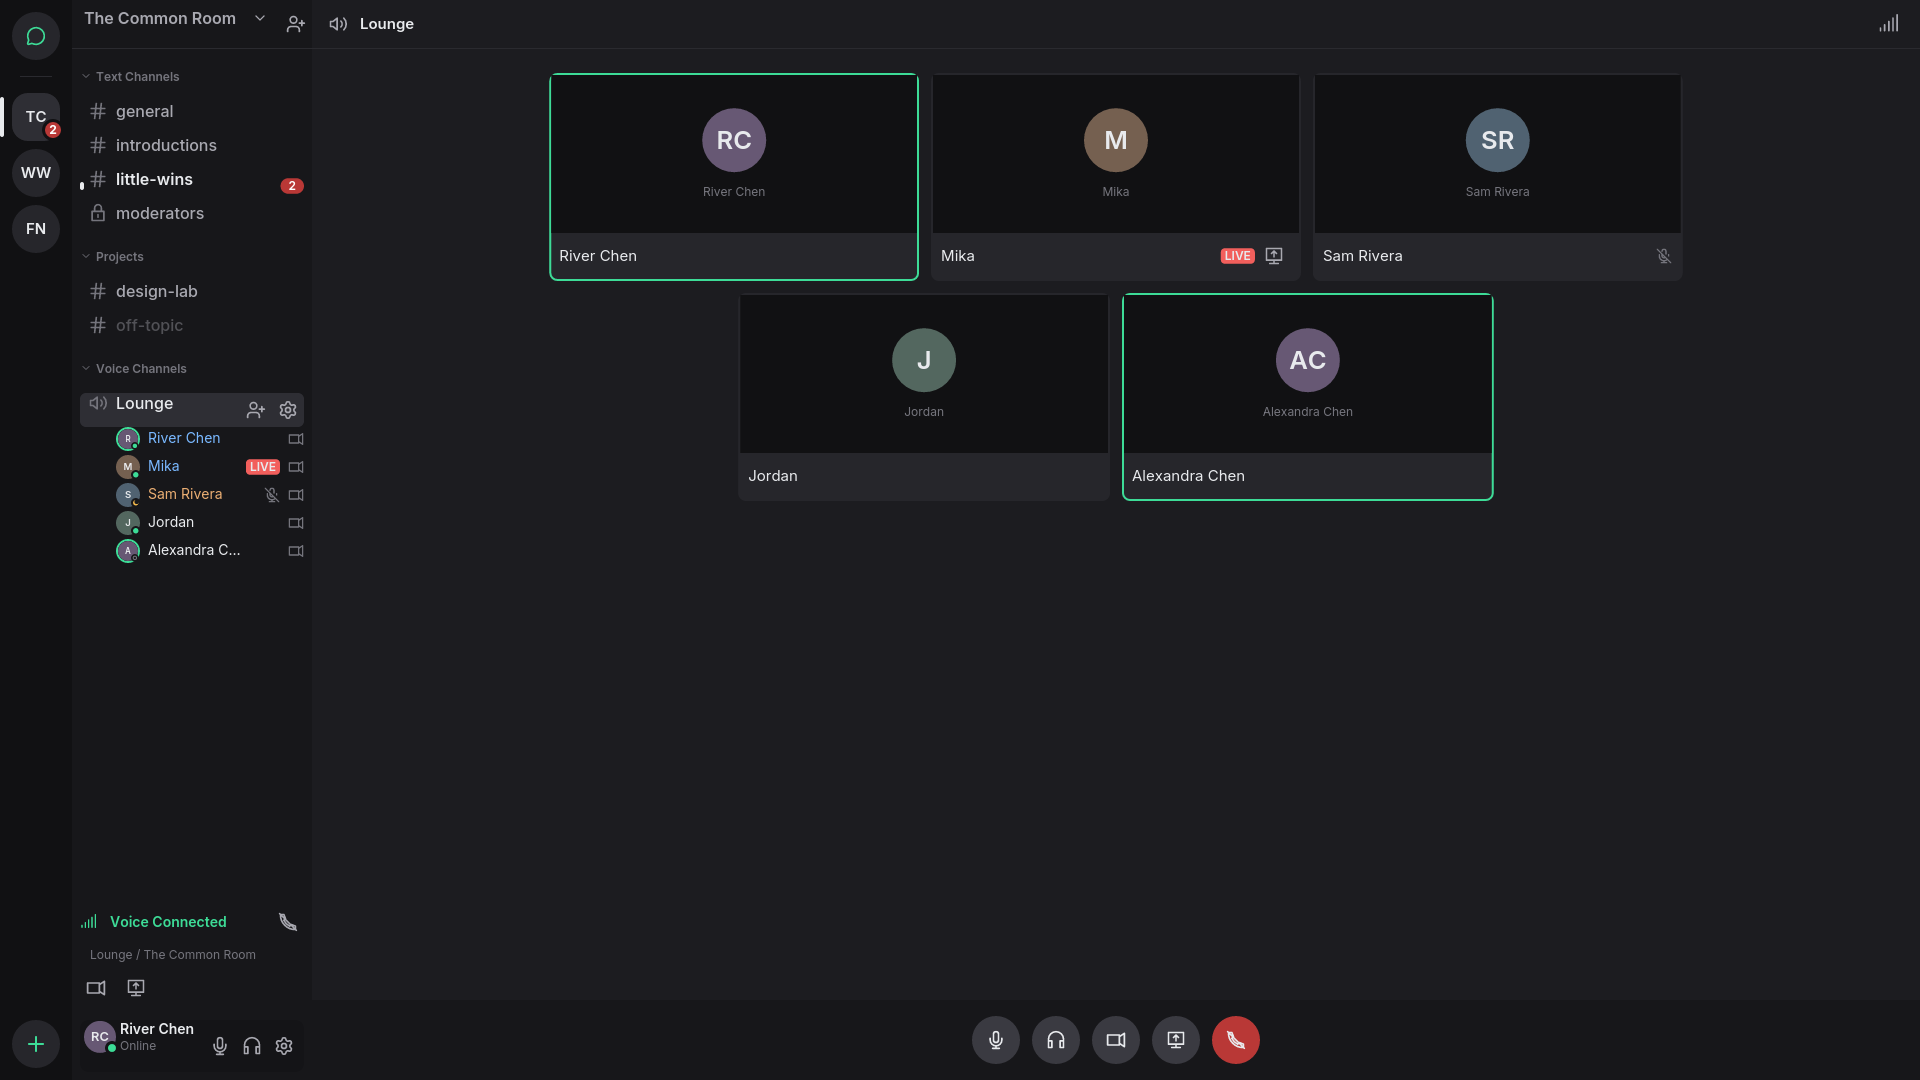 The Common Room
TC
2
WW
FN
Text Channels
general
introductions
little-wins
2
moderators
Projects
design-lab
off-topic
Voice Channels
Lounge
R
River Chen
M
Mika
LIVE
S
Sam Rivera
J
Jordan
A
Alexandra C...
Voice Connected
Lounge / The Common Room
RC
River Chen
Online
Lounge
RC
River Chen
River Chen
M
Mika
Mika
LIVE
SR
Sam Rivera
Sam Rivera
J
Jordan
Jordan
AC
Alexandra Chen
Alexandra Chen